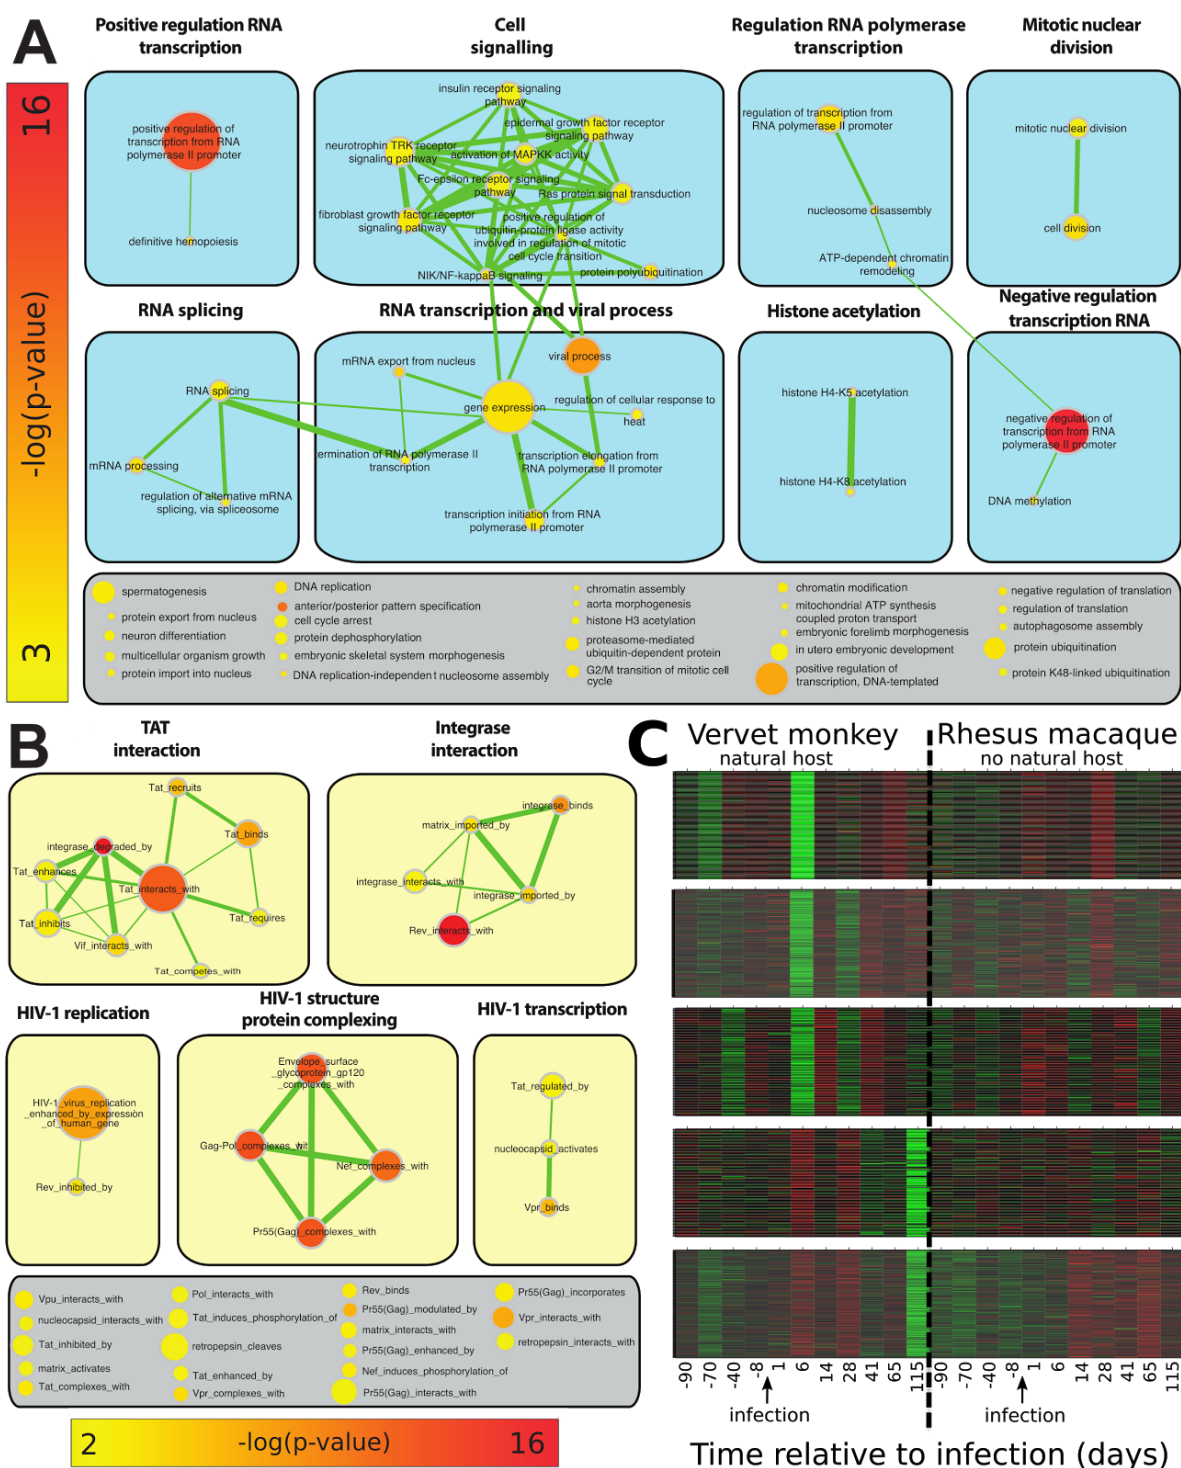 A
Positive regulation RNA
transcription
Cell
signalling
Regulation RNA polymerase
transcription
Mitotic nuclear
division
16
-log(p-value)
3
positive regulation of
transcription from RNA
polymerase II promoter
definitive hemopoiesis
insulin receptor signaling
pathway
epidermal growth factor receptor
signaling pathway
neurotrophin TRK receptor
signaling pathway
activation of MAPKK activity
Fc-epsilon receptor signaling
pathway
Ras protein signal transduction
fibroblast growth factor receptor
signaling pathway
positive regulation of
ubiquitin-protein ligase activity
involved in regulation of mitotic
cell cycle transition
NIK/NF-kappaB signaling
protein polyubiquitination
regulation of transcription from
RNA polymerase II promoter
nucleosome disassembly
ATP-dependent chromatin
remodeling
mitotic nuclear division
cell division
RNA splicing
RNA transcription and viral process
Histone acetylation
Negative regulation
transcription RNA
RNA splicing
mRNA processing
regulation of alternative mRNA
splicing, via spliceosome
mRNA export from nucleus
viral process
gene expression
regulation of cellular response to
heat
termination of RNA polymerase II
transcription
transcription elongation from
RNA polymerase II promoter
transcription initiation from RNA
polymerase II promoter
histone H4-K5 acetylation
histone H4-K8 acetylation
negative regulation of
transcription from RNA
polymerase II promoter
DNA methylation
spermatogenesis
protein export from nucleus
neuron differentiation
multicellular organism growth
protein import into nucleus
DNA replication
anterior/posterior pattern specification
cell cycle arrest
protein dephosphorylation
embryonic skeletal system morphogenesis
DNA replication-independent nucleosome assembly
chromatin assembly
aorta morphogenesis
histone H3 acetylation
proteasome-mediated
ubiquitin-dependent protein
G2/M transition of mitotic cell
cycle
chromatin modification
mitochondrial ATP synthesis
coupled proton transport
embryonic forelimb morphogenesis
in utero embryonic development
positive regulation of
transcription, DNA-templated
negative regulation of translation
regulation of translation
autophagosome assembly
protein ubiquitination
protein K48-linked ubiquitination
B
TAT
interaction
Integrase
interaction
Tat_recruits
Tat_binds
integrase_degraded_by
Tat_enhances
Tat_interacts_with
Tat_inhibits
Tat_requires
Vif_interacts_with
Tat_competes_with
integrase_binds
matrix_imported_by
integrase_interacts_with
integrase_imported_by
Rev_interacts_with
HIV-1 replication
HIV-1 structure
protein complexing
HIV-1 transcription
HIV-1_virus_replication
_enhanced_by_expression
_of_human_gene
Rev_inhibited_by
Envelope_surface
_glycoprotein_gp120
_complexes_with
Gag-Pol_complexes_wit
Nef_complexes_with
Pr55(Gag)_complexes_with
Tat_regulated_by
nucleocapsid_activates
Vpr_binds
Vpu_interacts_with
nucleocapsid_interacts_with
Tat_inhibited_by
matrix_activates
Tat_complexes_with
Pol_interacts_with
Tat_induces_phosphorylation_of
retropepsin_cleaves
Tat_enhanced_by
Vpr_complexes_with
Rev_binds
Pr55(Gag)_modulated_by
matrix_interacts_with
Pr55(Gag)_enhanced_by
Nef_induces_phosphorylation_of
Pr55(Gag)_interacts_with
Pr55(Gag)_incorporates
Vpr_interacts_with
retropepsin_interacts_with
2 -log(p-value) 16
C
Vervet monkey
natural host
Rhesus macaque
no natural host
-90 -70 -40 -8 1 6 14 28 41 65 115 -90 -70 -40 -8 1 6 14 28 41 65 115
infection infection
Time relative to infection (days)